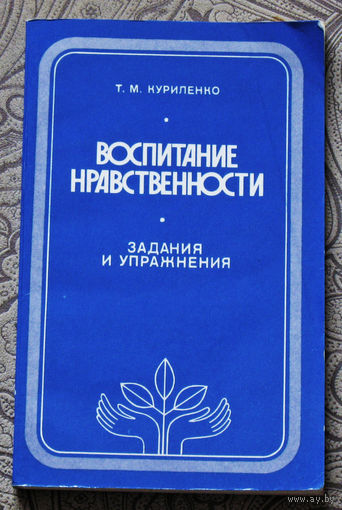 Т. М. КУРИЛЕНКО
ВОСПИТАНИЕ
НРАВСТВЕННОСТИ
ЗАДАНИЯ
И УПРАЖНЕНИЯ
www.ay.by